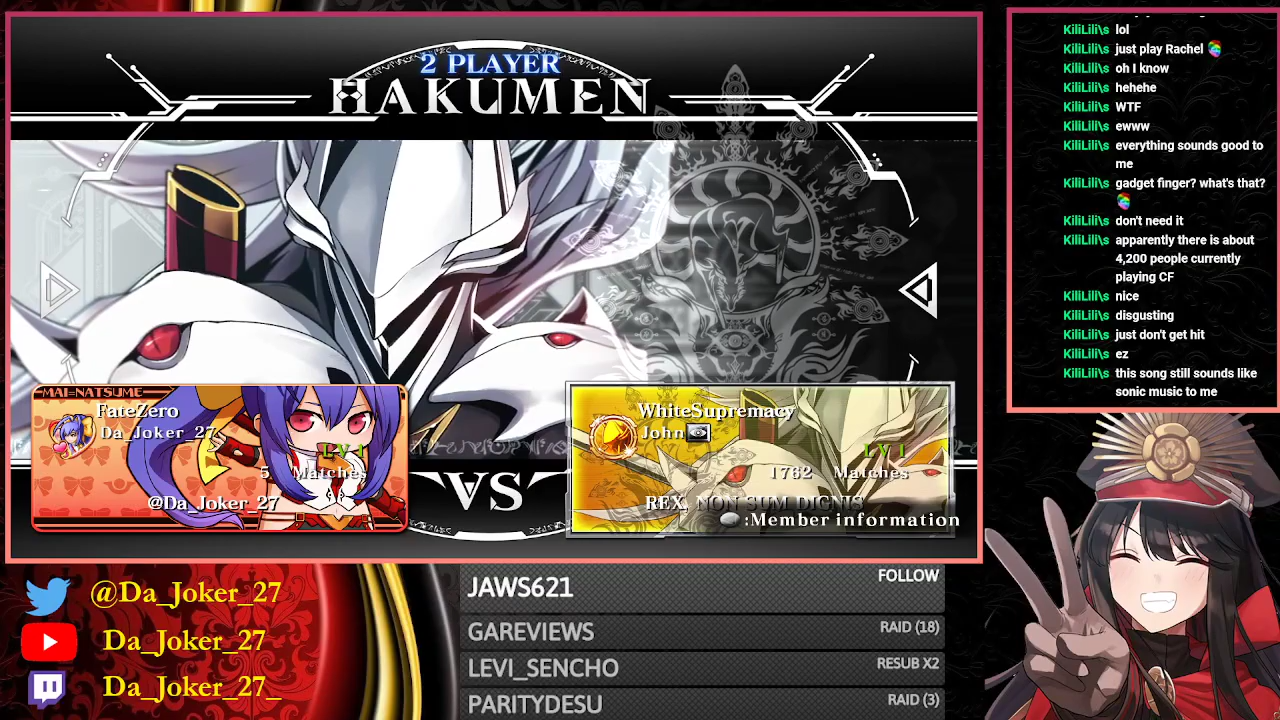 2 PLAYER
HAKUMEN
MAI=NATSUME
FateZero
Da_Joker_27
LV 1
5 Matches
@Da_Joker_27
VS
WhiteSupremacy
John
LV 1
1762 Matches
REX NON SUM DIGNIS
:Member information
KiliLili\s lol
KiliLili\s just play Rachel
KiliLili\s oh I know
KiliLili\s hehehe
KiliLili\s WTF
KiliLili\s ewww
KiliLili\s everything sounds good to
me
KiliLili\s gadget finger? what's that?
KiliLili\s don't need it
KiliLili\s apparently there is about
4,200 people currently
playing CF
KiliLili\s nice
KiliLili\s disgusting
KiliLili\s just don't get hit
KiliLili\s ez
KiliLili\s this song still sounds like
sonic music to me
@Da_Joker_27
Da_Joker_27
Da_Joker_27_
JAWS621 FOLLOW
GAREVIEWS RAID (18)
LEVI_SENCHO RESUB X2
PARITYDESU RAID (3)